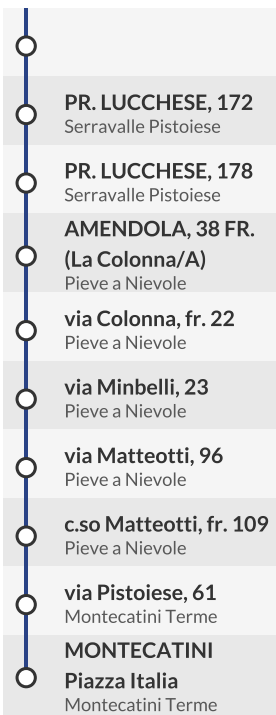 PR. LUCCHESE, 172
Serravalle Pistoiese
PR. LUCCHESE, 178
Serravalle Pistoiese
AMENDOLA, 38 FR.
(La Colonna/A)
Pieve a Nievole
via Colonna, fr. 22
Pieve a Nievole
via Minbelli, 23
Pieve a Nievole
via Matteotti, 96
Pieve a Nievole
c.so Matteotti, fr. 109
Pieve a Nievole
via Pistoiese, 61
Montecatini Terme
MONTECATINI
Piazza Italia
Montecatini Terme